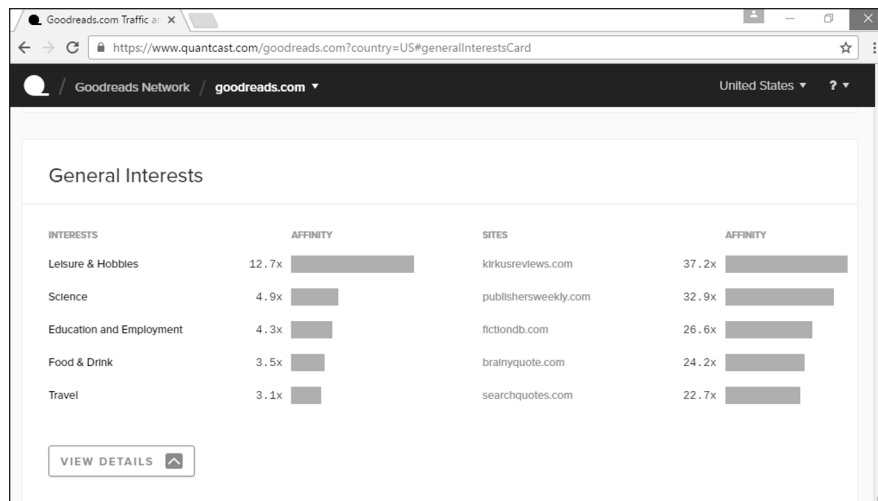 Goodreads.com Traffic ar
https://www.quantcast.com/goodreads.com?country=US#generalInterestsCard
/ Goodreads Network / goodreads.com United States ?
General Interests
INTERESTS AFFINITY SITES AFFINITY
Leisure & Hobbies 12.7x kirkusreviews.com 37.2x
Science 4.9x publishersweekly.com 32.9x
Education and Employment 4.3x fictiondb.com 26.6x
Food & Drink 3.5x brainyquote.com 24.2x
Travel 3.1x searchquotes.com 22.7x
VIEW DETAILS